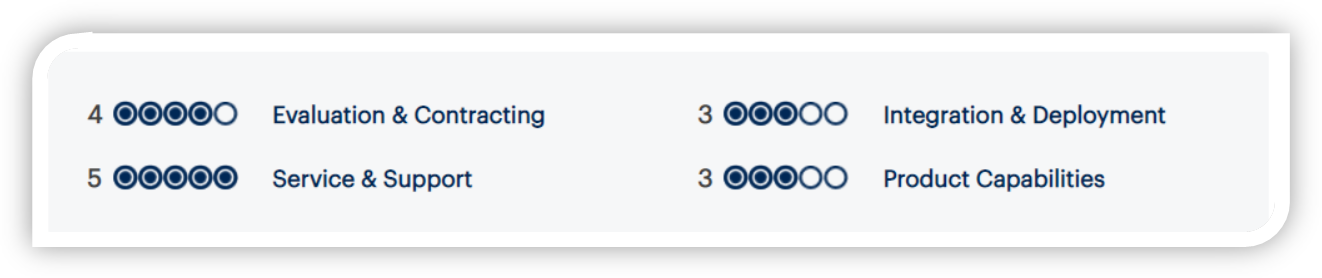 4 Evaluation & Contracting
3 Integration & Deployment
5 Service & Support
3 Product Capabilities